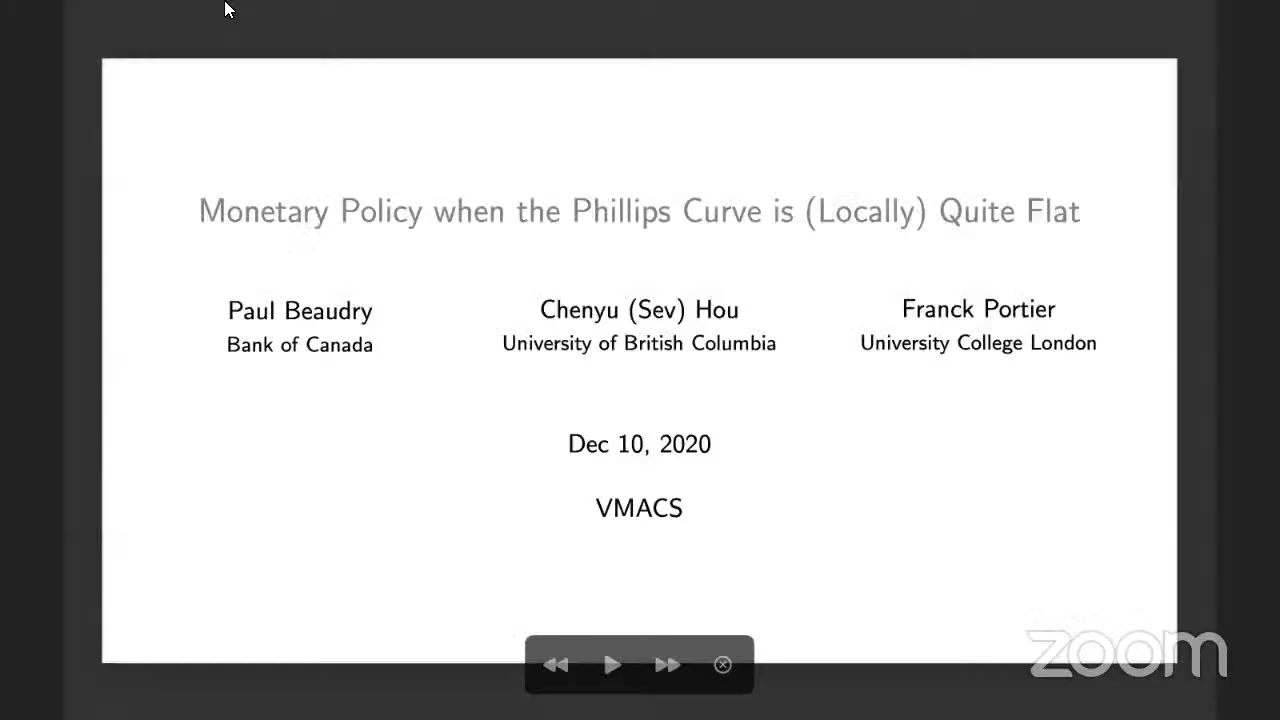 Monetary Policy when the Phillips Curve is (Locally) Quite Flat
Paul Beaudry
Bank of Canada
Chenyu (Sev) Hou
University of British Columbia
Franck Portier
University College London
Dec 10, 2020
VMACS
zoom